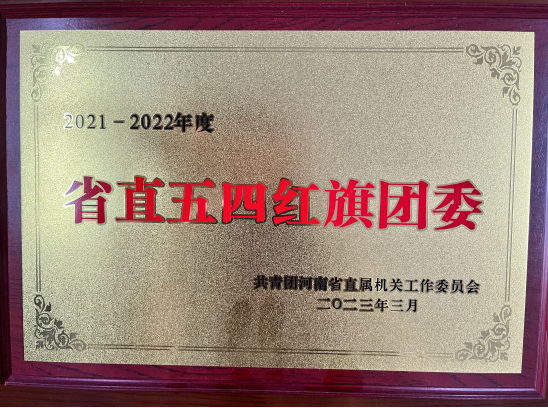 2021－2022年度
省直五四红旗团委
共青团河南省直属机关工作委员会
二〇二三年三月